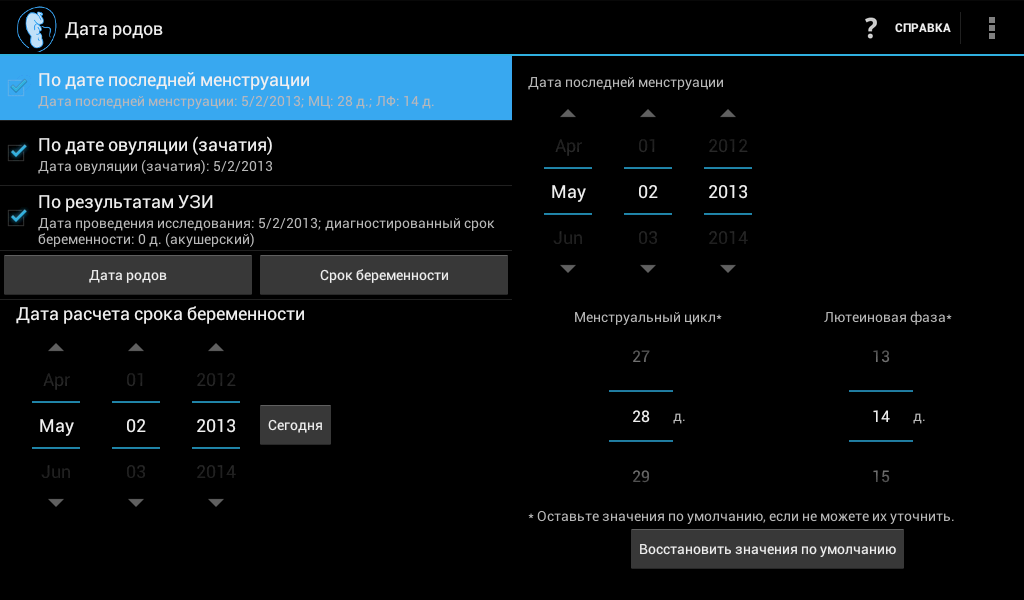 Дата родов
? СПРАВКА
По дате последней менструации
Дата последней менструации: 5/2/2013; МЦ: 28 д.; ЛФ: 14 д.
По дате овуляции (зачатия)
Дата овуляции (зачатия): 5/2/2013
По результатам УЗИ
Дата проведения исследования: 5/2/2013; диагностированный срок
беременности: 0 д. (акушерский)
Дата родов
Срок беременности
Дата расчета срока беременности
Apr 01 2012
May 02 2013
Сегодня
Jun 03 2014
Дата последней менструации
Apr 01 2012
May 02 2013
Jun 03 2014
Менструальный цикл*
27
28 д.
29
Лютеиновая фаза*
13
14 д.
15
* Оставьте значения по умолчанию, если не можете их уточнить.
Восстановить значения по умолчанию